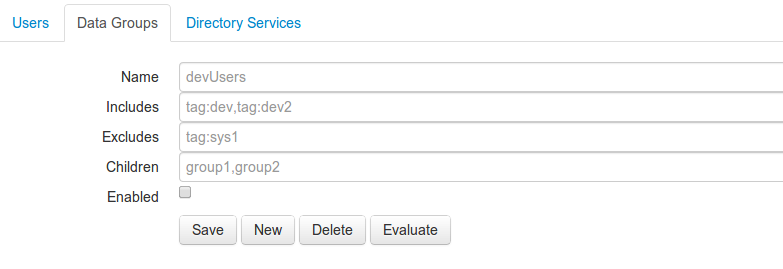 Users Data Groups Directory Services
Name devUsers
Includes tag:dev,tag:dev2
Excludes tag:sys1
Children group1,group2
Enabled
Save New Delete Evaluate